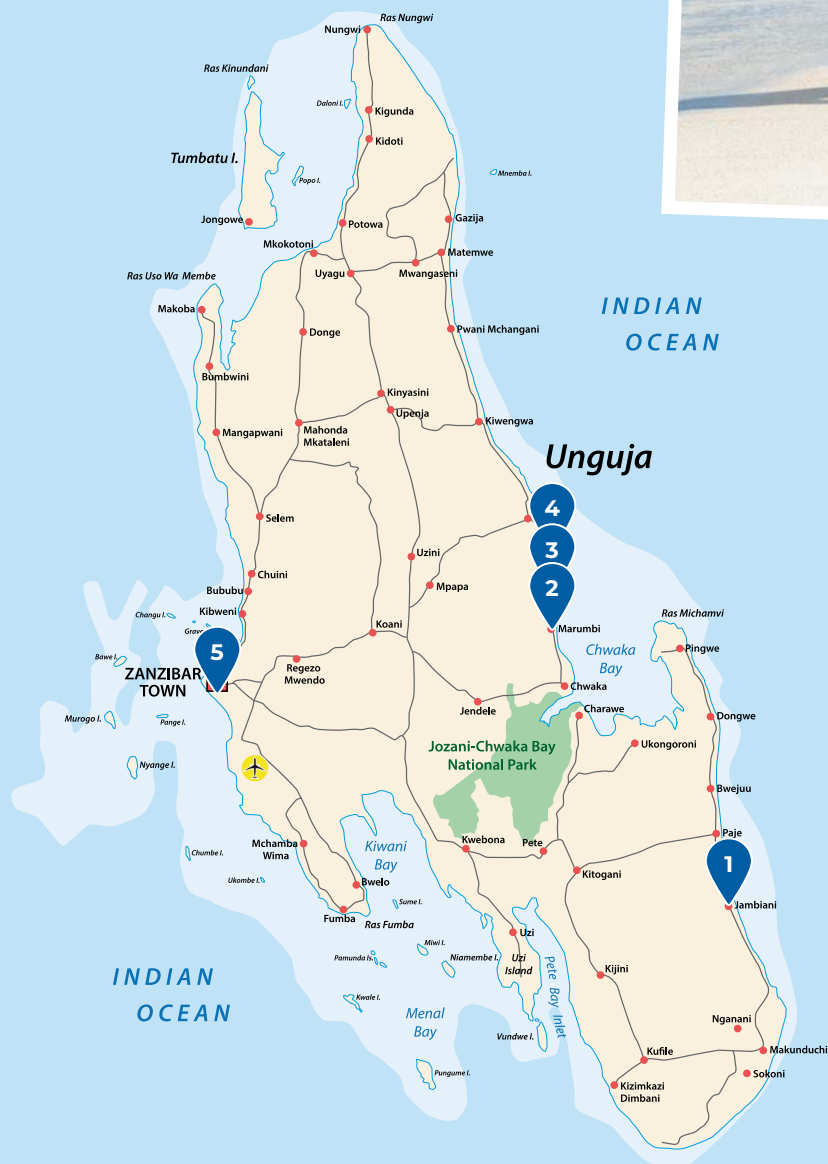 Ras Nungwi
Nungwi
Ras Kinundani
Daloni I.
Kigunda
Kidoti
Tumbatu I.
Popo I.
Mnemba I.
Jongowe
Potowa
Gazija
Mkokotoni
Matemwe
Uyagu
Mwangaseni
Ras Uso Wa Membe
Makoba
INDIAN
OCEAN
Donge
Pwani Mchangani
Bumbwini
Kinyasini
Upenja
Kiwengwa
Mangapwani
Mahonda
Mkataleni
Unguja
4
Selem
3
Uzini
Chuini
Mpapa
2
Bububu
Kibweni
Changu I.
Koani
Marumbi
Ras Michamvi
Chwaka
Bay
Pingwe
Bawe I.
5
ZANZIBAR
TOWN
Regezo
Mwendo
Chwaka
Murogo I.
Pange I.
Jendele
Charawe
Dongwe
Jozani-Chwaka Bay
National Park
Ukongoroni
Nyange I.
Bwejuu
Paje
Mchamba
Wima
Kiwani
Bay
Kwebona
Pete
Chumbe I.
1
Kitogani
Ukombe I.
Bwelo
Sume I.
Jambiani
Fumba
Ras Fumba
Uzi
Miwi I.
Pamunda Is.
Niamembe I.
Uzi
Island
Pete Bay Inlet
Kijini
INDIAN
OCEAN
Kwale I.
Menal
Bay
Nganani
Vundwe I.
Kufile
Makunduchi
Pungume I.
Kizimkazi
Dimbani
Sokoni